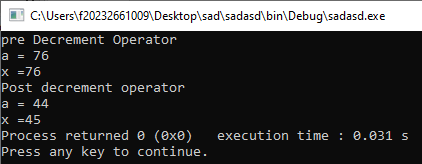 C:\Users\f20232661009\Desktop\sad\sadasd\bin\Debug\sadasd.exe
pre Decrement Operator
a = 76
x =76
Post decrement operator
a = 44
x =45
Process returned 0 (0x0)   execution time : 0.031 s
Press any key to continue.